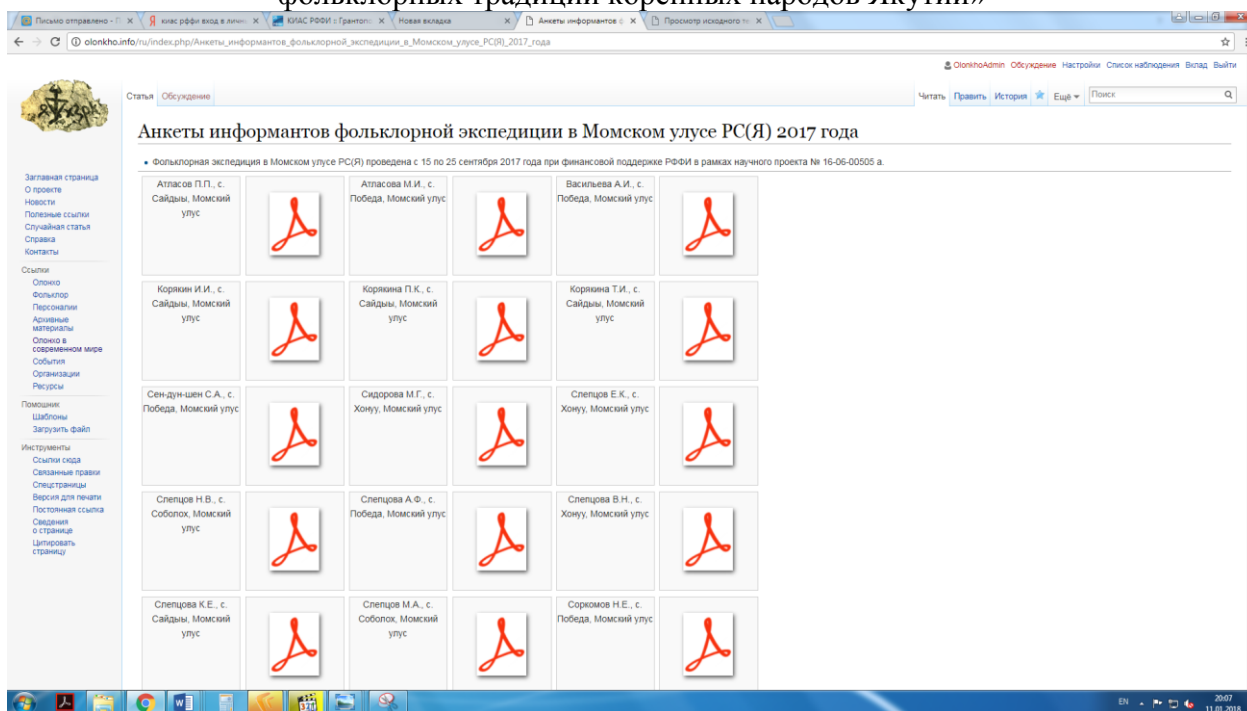 фольклорных традиций коренных народов Якутии»
Письмо отправлено - П
киас рффи вход в личн
КИАС РФФИ :: Грантопо
Новая вкладка
Анкеты информантов ф
Просмотр исходного те
olonkho.info/ru/index.php/Анкеты_информантов_фольклорной_экспедиции_в_Момском_улусе_РС(Я)_2017_года
OlonkhoAdmin Обсуждение Настройки Список наблюдения Вклад Выйти
Статья Обсуждение
Читать Править История Ещё Поиск
Анкеты информантов фольклорной экспедиции в Момском улусе РС(Я) 2017 года
• Фольклорная экспедиция в Момском улусе РС(Я) проведена с 15 по 25 сентября 2017 года при финансовой поддержке РФФИ в рамках научного проекта № 16-06-00505 а.
Заглавная страница
О проекте
Новости
Полезные ссылки
Случайная статья
Справка
Контакты
Ссылки
Олонхо
Фольклор
Персоналии
Архивные
материалы
Олонхо в
современном мире
События
Организации
Ресурсы
Помощник
Шаблоны
Загрузить файл
Инструменты
Ссылки сюда
Связанные правки
Спецстраницы
Версия для печати
Постоянная ссылка
Сведения
о странице
Цитировать
страницу
Атласов П.П., с.
Сайдыы, Момский
улус
Атласова М.И., с.
Победа, Момский улус
Васильева А.И., с.
Победа, Момский улус
Корякин И.И., с.
Сайдыы, Момский
улус
Корякина П.К., с.
Сайдыы, Момский
улус
Корякина Т.И., с.
Сайдыы, Момский
улус
Сен-дун-шен С.А., с.
Победа, Момский улус
Сидорова М.Г., с.
Хонуу, Момский улус
Слепцов Е.К., с.
Хонуу, Момский улус
Слепцов Н.В., с.
Соболох, Момский
улус
Слепцова А.Ф., с.
Победа, Момский улус
Слепцова В.Н., с.
Хонуу, Момский улус
Слепцова К.Е., с.
Сайдыы, Момский
улус
Слепцов М.А., с.
Соболох, Момский
улус
Соркомов Н.Е., с.
Победа, Момский улус
EN
20:07
11.01.2018